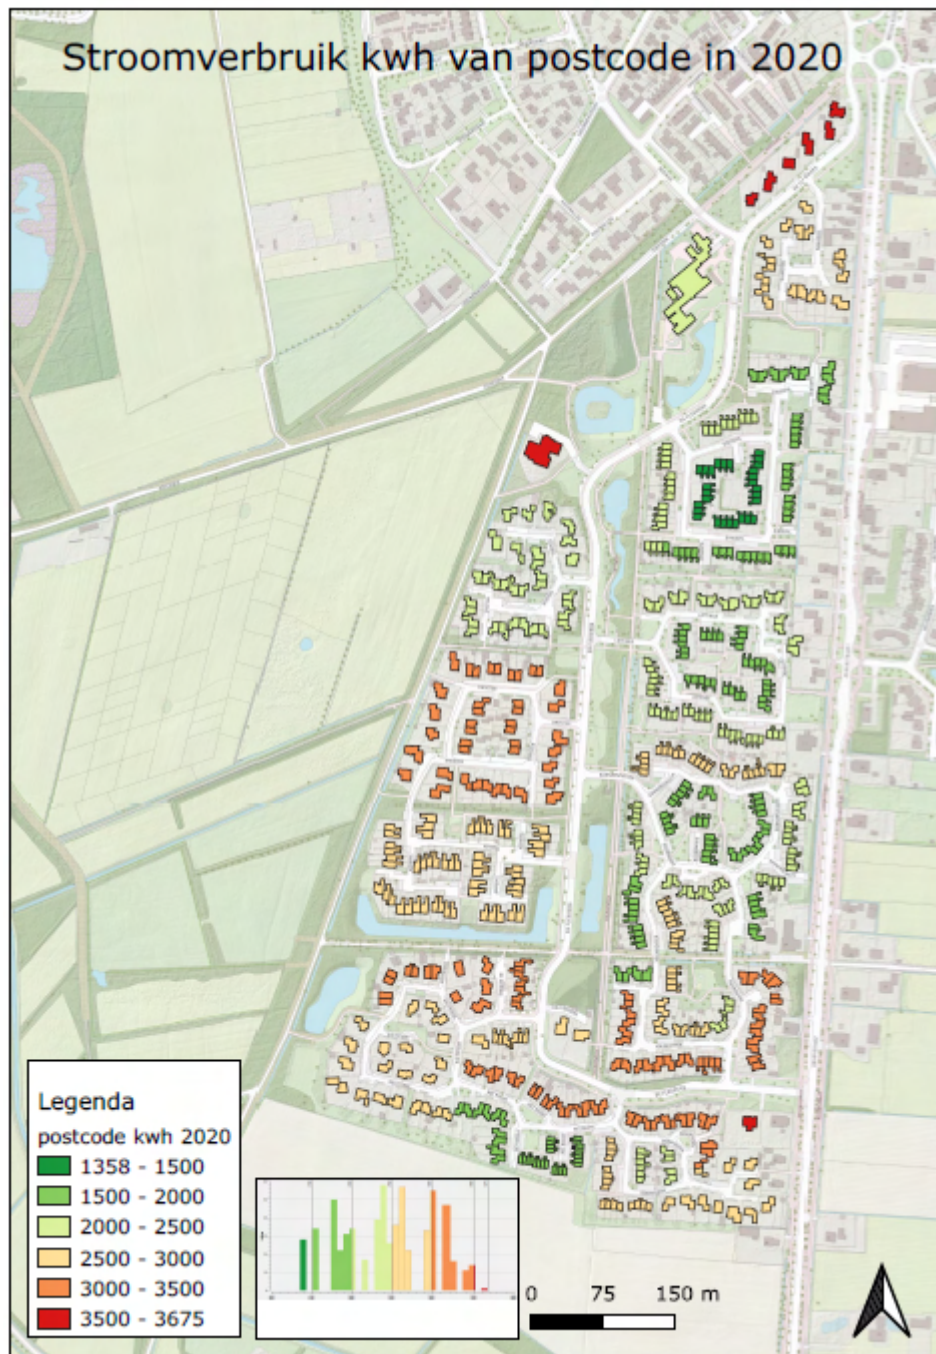 Stroomverbruik kwh van postcode in 2020
Legenda
postcode kwh 2020
1358 - 1500
1500 - 2000
2000 - 2500
2500 - 3000
3000 - 3500
3500 - 3675
0 75 150 m